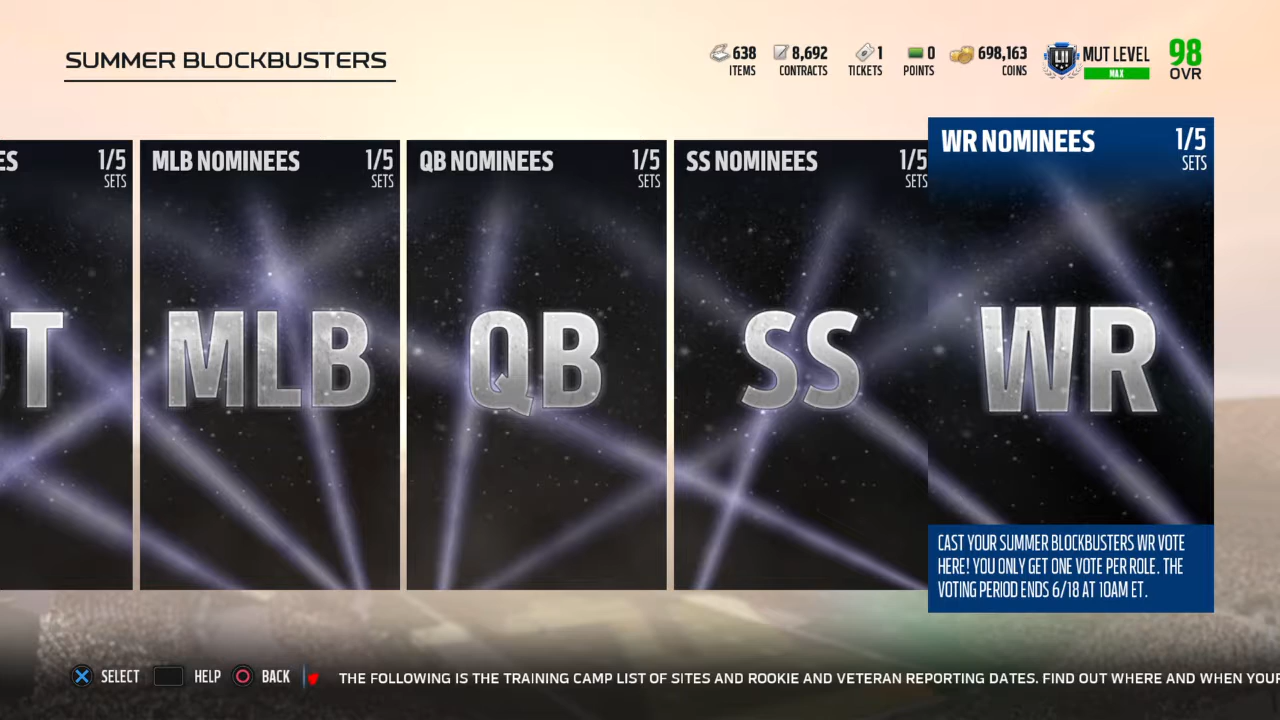 SUMMER BLOCKBUSTERS
638 ITEMS
8,692 CONTRACTS
1 TICKETS
0 POINTS
698,163 COINS
LII
MUT LEVEL
MAX
98 OVR
ES
1/5
SETS
T
MLB NOMINEES
1/5
SETS
MLB
QB NOMINEES
1/5
SETS
QB
SS NOMINEES
1/5
SETS
SS
WR NOMINEES
1/5
SETS
WR
CAST YOUR SUMMER BLOCKBUSTERS WR VOTE
HERE! YOU ONLY GET ONE VOTE PER ROLE. THE
VOTING PERIOD ENDS 6/18 AT 10AM ET.
SELECT HELP BACK
THE FOLLOWING IS THE TRAINING CAMP LIST OF SITES AND ROOKIE AND VETERAN REPORTING DATES. FIND OUT WHERE AND WHEN YOUR